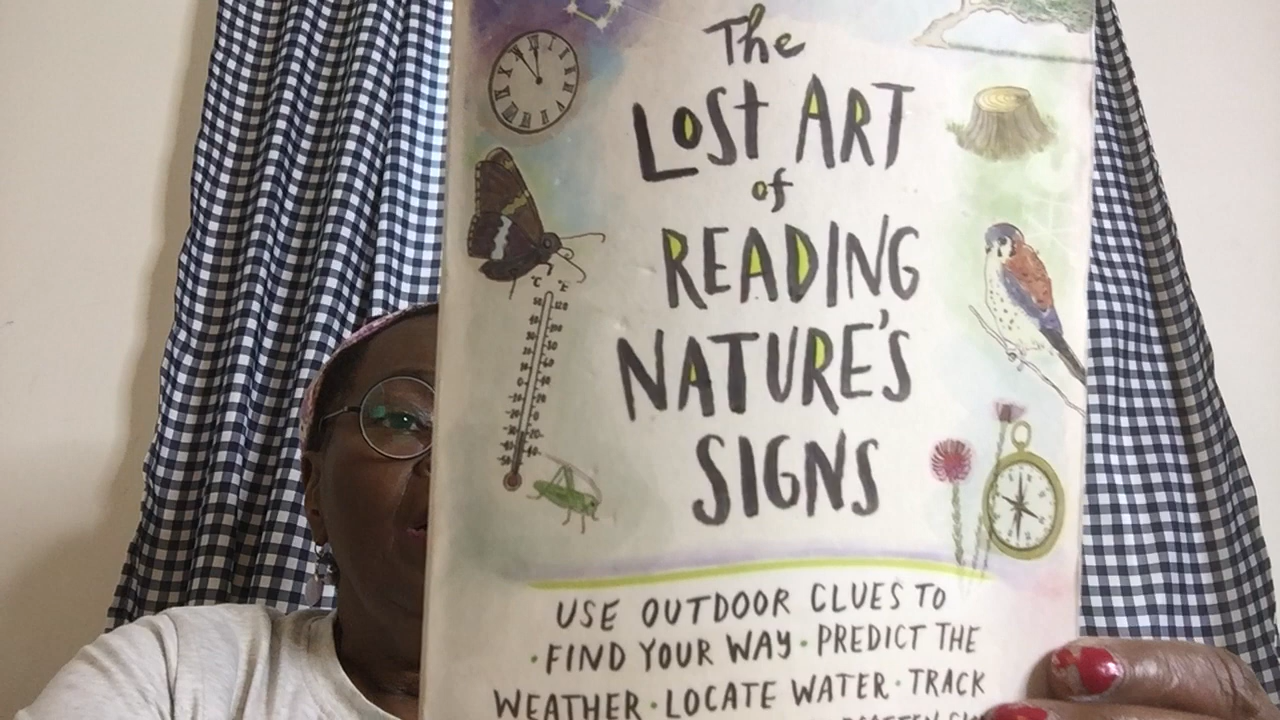 The
LOST ART
of
READING
NATURE'S
SIGNS
USE OUTDOOR CLUES TO
•FIND YOUR WAY•PREDICT THE
WEATHER•LOCATE WATER•TRACK
°C °F